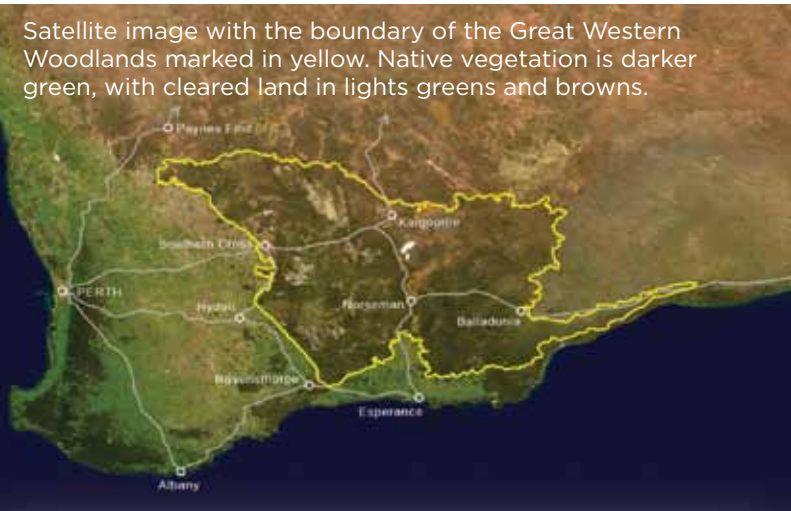 Satellite image with the boundary of the Great Western
Woodlands marked in yellow. Native vegetation is darker
green, with cleared land in lights greens and browns.
Paynes Find
Kalgoorlie
Southern Cross
PERTH
Hyden
Norseman
Balladonia
Ravensthorpe
Esperance
Albany